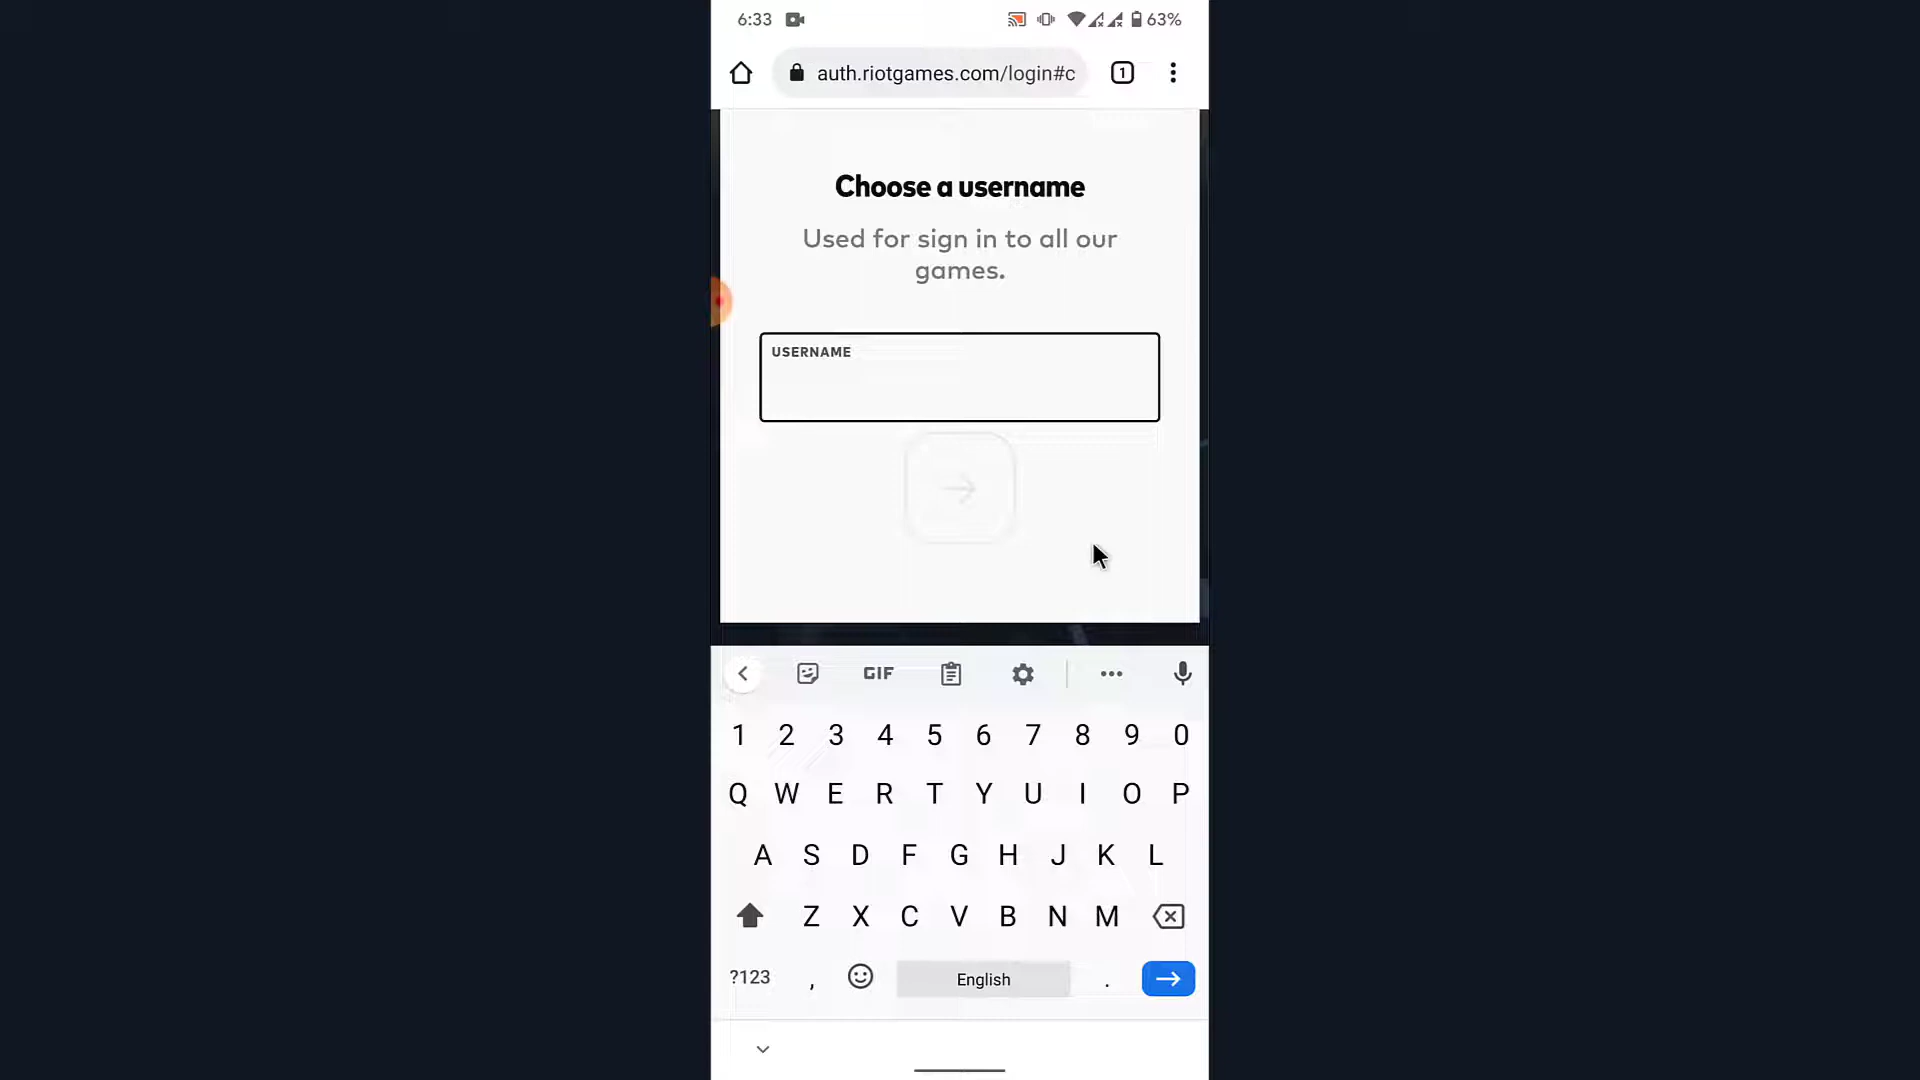 6:33 63%
auth.riotgames.com/login#c 1
Choose a username
Used for sign in to all our
games.
USERNAME
GIF
1 2 3 4 5 6 7 8 9 0
Q W E R T Y U I O P
A S D F G H J K L
Z X C V B N M
?123 , English .